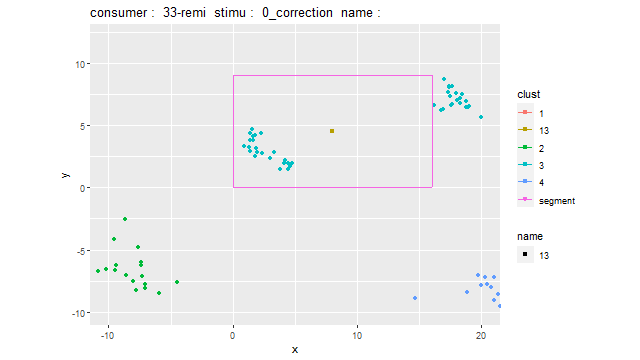 consumer :  33-remi  stimu :  0_correction  name :
10
5
0
-5
-10
y
-10
0
10
20
x
clust
1
13
2
3
4
segment
name
13